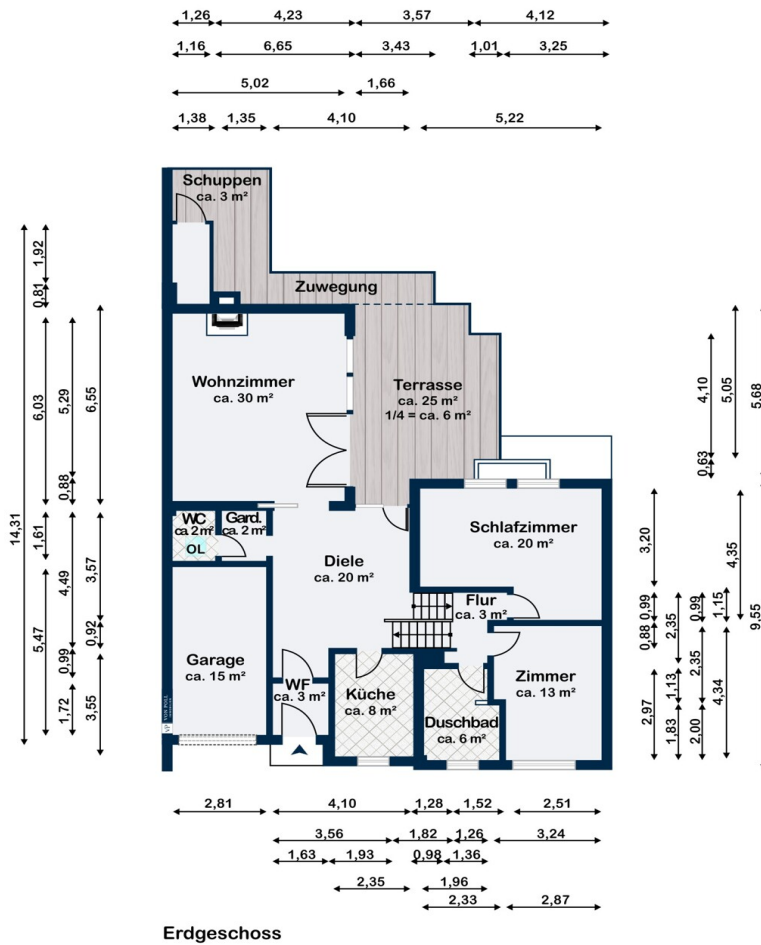 1,26 4,23 3,57 4,12
1,16 6,65 3,43 1,01 3,25
5,02 1,66
1,38 1,35 4,10 5,22
Schuppen
ca. 3 m²
Zuwegung
Wohnzimmer
ca. 30 m²
Terrasse
ca. 25 m²
1/4 = ca. 6 m²
WC
ca 2 m²
OL
Gard.
ca. 2 m²
Diele
ca. 20 m²
Schlafzimmer
ca. 20 m²
Flur
ca. 3 m²
Garage
ca. 15 m²
WF
ca. 3 m²
Küche
ca. 8 m²
Duschbad
ca. 6 m²
Zimmer
ca. 13 m²
VP VON POLL
14,31
1,92
0,81
6,03
1,61
5,47
5,29
0,88
4,49
0,99
1,72
6,55
3,57
0,92
3,55
3,20
0,99
0,88
2,97
2,35
1,13
1,83
4,10
0,63
0,99
2,35
2,00
5,05
4,35
1,15
4,34
5,68
9,55
2,81 4,10 1,28 1,52 2,51
3,56 1,82 1,26 3,24
1,63 1,93 0,98 1,36
2,35 1,96
2,33 2,87
Erdgeschoss